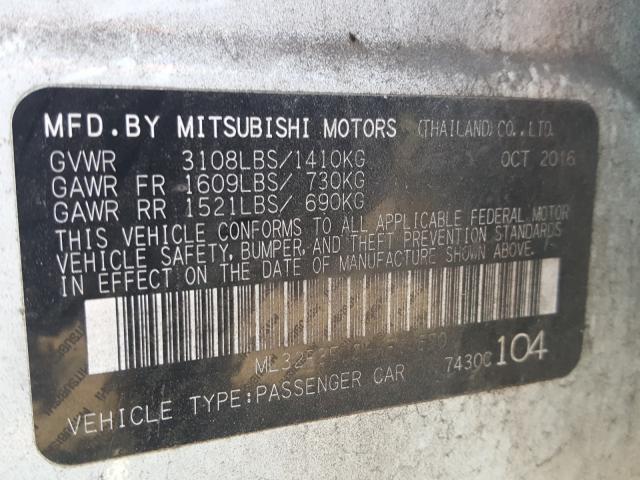 MFD.BY MITSUBISHI MOTORS (THAILAND) CO., LTD.
GVWR 3108LBS/1410KG OCT 2016
GAWR FR 1609LBS/ 730KG
GAWR RR 1521LBS/ 690KG
THIS VEHICLE CONFORMS TO ALL APPLICABLE FEDERAL MOTOR
VEHICLE SAFETY, BUMPER, AND THEFT PREVENTION STANDARDS
IN EFFECT ON THE DATE OF MANUFACTURE SHOWN ABOVE.
7430C 104
VEHICLE TYPE:PASSENGER CAR